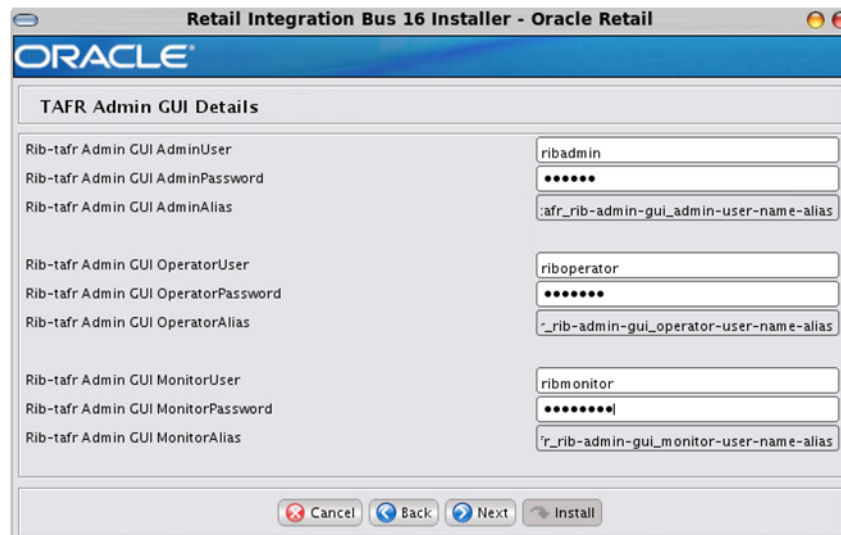 Retail Integration Bus 16 Installer - Oracle Retail
ORACLE®
TAFR Admin GUI Details
Rib-tafr Admin GUI AdminUser ribadmin
Rib-tafr Admin GUI AdminPassword ••••••
Rib-tafr Admin GUI AdminAlias :afr_rib-admin-gui_admin-user-name-alias
Rib-tafr Admin GUI OperatorUser riboperator
Rib-tafr Admin GUI OperatorPassword •••••••
Rib-tafr Admin GUI OperatorAlias r_rib-admin-gui_operator-user-name-alias
Rib-tafr Admin GUI MonitorUser ribmonitor
Rib-tafr Admin GUI MonitorPassword ••••••••
Rib-tafr Admin GUI MonitorAlias fr_rib-admin-gui_monitor-user-name-alias
Cancel Back Next Install